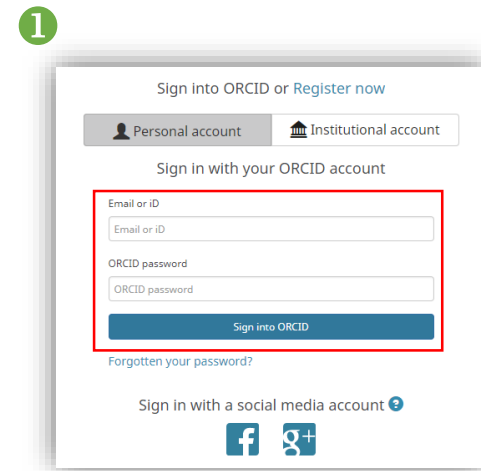 1
Sign into ORCID or Register now
Personal account Institutional account
Sign in with your ORCID account
Email or iD
Email or iD
ORCID password
ORCID password
Sign into ORCID
Forgotten your password?
Sign in with a social media account ?
f g+